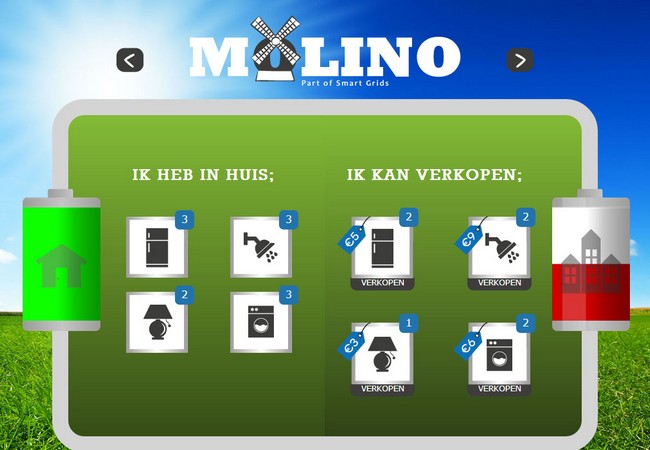 MOLINO
Part of Smart Grids
IK HEB IN HUIS;
3
3
2
3
IK KAN VERKOPEN;
2
€5
VERKOPEN
2
€9
VERKOPEN
1
€3
VERKOPEN
2
€6
VERKOPEN